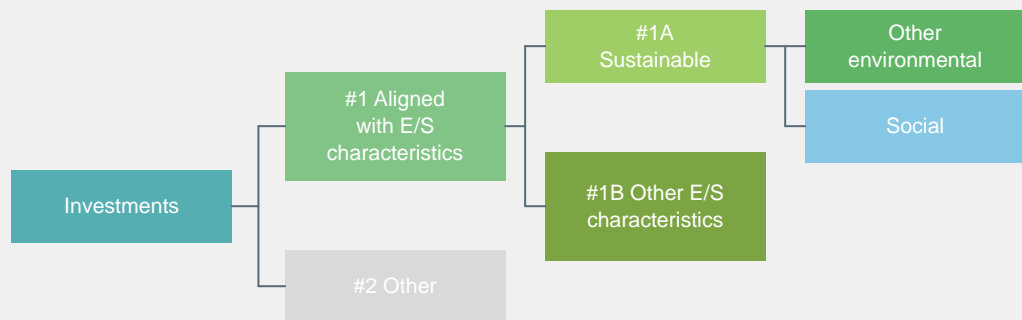 Investments
#1 Aligned
with E/S
characteristics
#2 Other
#1A
Sustainable
#1B Other E/S
characteristics
Other
environmental
Social